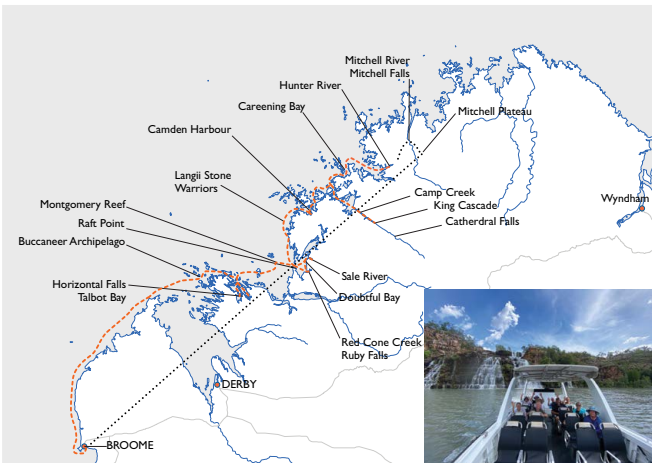 Mitchell River
Mitchell Falls
Hunter River
Careening Bay
Mitchell Plateau
Camden Harbour
Langii Stone
Warriors
Camp Creek
King Cascade
Catherdral Falls
Wyndham
Montgomery Reef
Raft Point
Buccaneer Archipelago
Horizontal Falls
Talbot Bay
Sale River
Doubtful Bay
Red Cone Creek
Ruby Falls
DERBY
BROOME